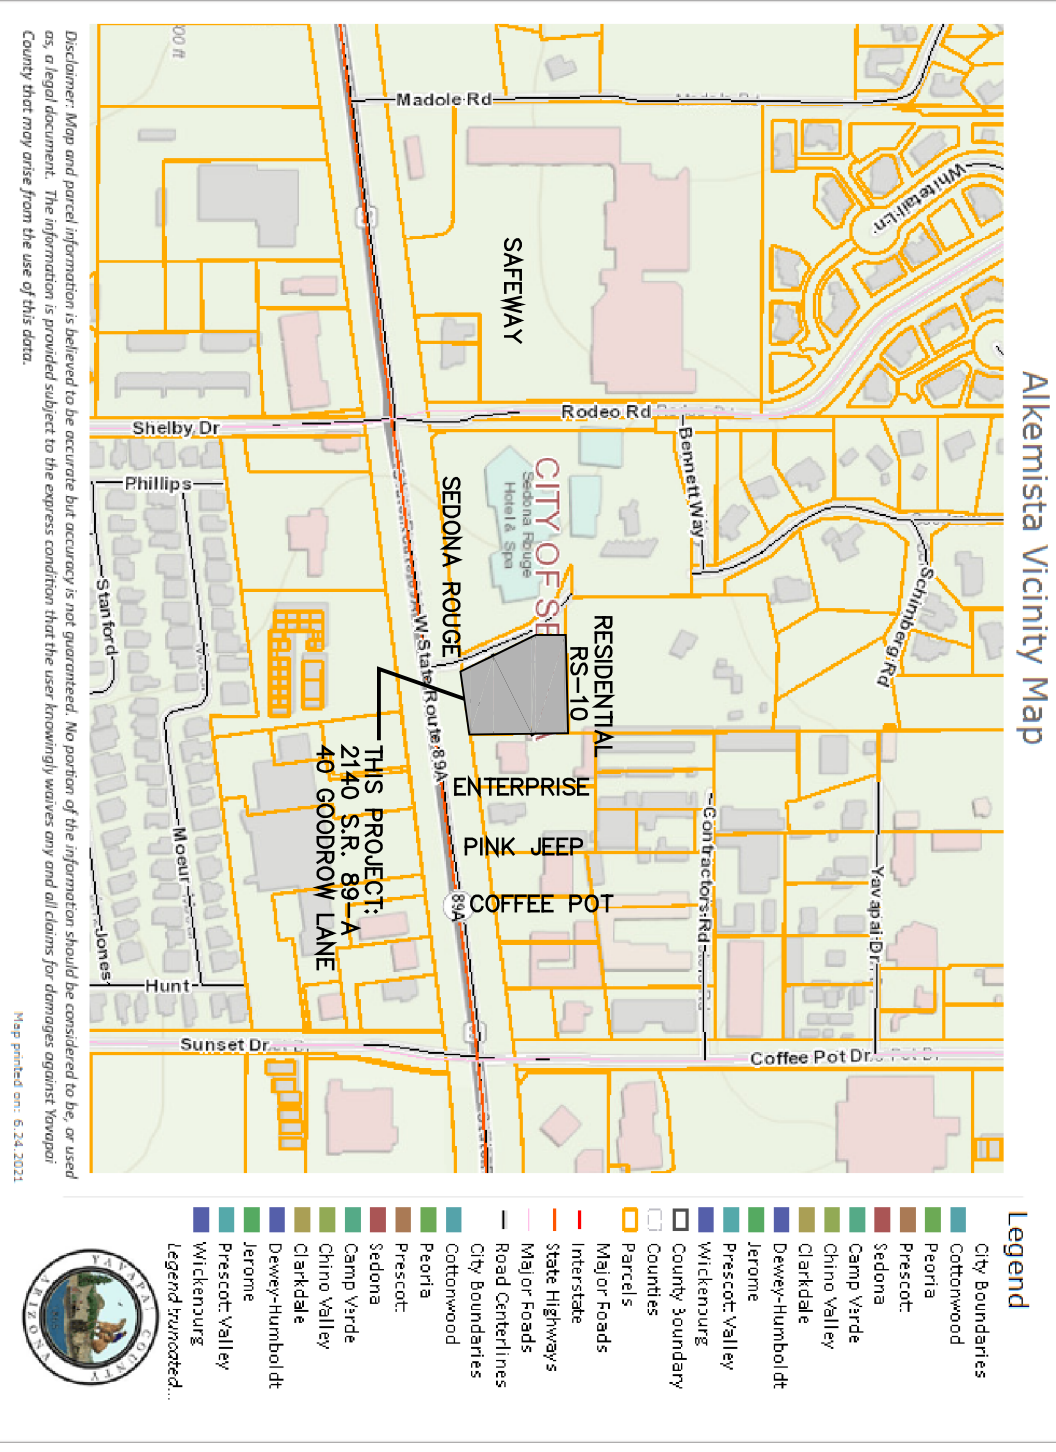 Alkemista Vicinity Map
Madole Rd
Whitetail Ln
SAFEWAY
Rodeo Rd
Shelby Dr
Bennett Way
Phillips
Stanford
CITY OF SE
Sedona Rouge
Hotel & Spa
SEDONA ROUGE
Schimberg Rd
RESIDENTIAL
RS-10
W State Route 89A
THIS PROJECT:
2140 S.R. 89-A
40 GOODROW LANE
ENTERPRISE
PINK JEEP
COFFEE POT
89A
Contractors Rd
Yavapai Dr
Moeur
Jones
Hunt
Sunset Dr
Coffee Pot Dr
00 ft
Legend
City Boundaries
Cottonwood
Peoria
Prescott
Sedona
Camp Verde
Chino Valley
Clarkdale
Dewey-Humboldt
Jerome
Prescott Valley
Wickenburg
County Boundary
Counties
Parcels
Major Roads
Interstate
State Highways
Major Roads
Road Centerlines
City Boundaries
Cottonwood
Peoria
Prescott
Sedona
Camp Verde
Chino Valley
Clarkdale
Dewey-Humboldt
Jerome
Prescott Valley
Wickenburg
Legend truncated...
YAVAPAI COUNTY
ARIZONA
Disclaimer: Map and parcel information is believed to be accurate but accuracy is not guaranteed. No portion of the information should be considered to be, or used
as, a legal document. The information is provided subject to the express condition that the user knowingly waives any and all claims for damages against Yavapai
County that may arise from the use of this data.
Map printed on: 6.24.2021